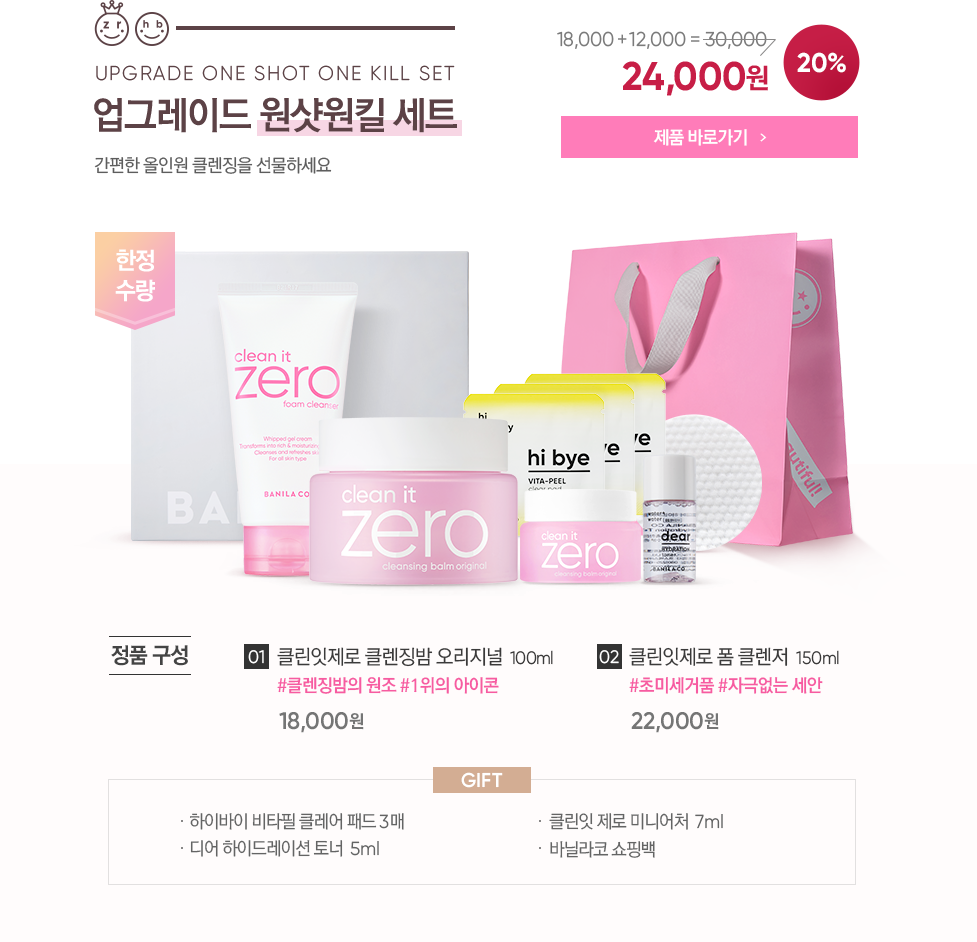 zr hb
UPGRADE ONE SHOT ONE KILL SET
업그레이드 원샷원킬 세트
간편한 올인원 클렌징을 선물하세요
18,000+12,000 = 30,000
24,000원
20%
제품 바로가기 >
한정
수량
clean it
zero
foam cleanser
Whipped gel cream
Transforms into rich & moisturizing
Cleanses and refreshes
For all skin type
BANILA CO
BA
clean it
zero
cleansing balm original
hi
y
hi bye
VITA-PEEL
clear pad
ye
ye
clean it
zero
cleansing balm original
dear
HYDRATION
toner
BANILA CO
autiful!
정품 구성
01 클린잇제로 클렌징밤 오리지널 100ml
#클렌징밤의 원조 #1위의 아이콘
18,000원
02 클린잇제로 폼 클렌저 150ml
#초미세거품 #자극없는 세안
22,000원
GIFT
· 하이바이 비타필 클레어 패드 3매
· 디어 하이드레이션 토너 5ml
· 클린잇 제로 미니어처 7ml
· 바닐라코 쇼핑백